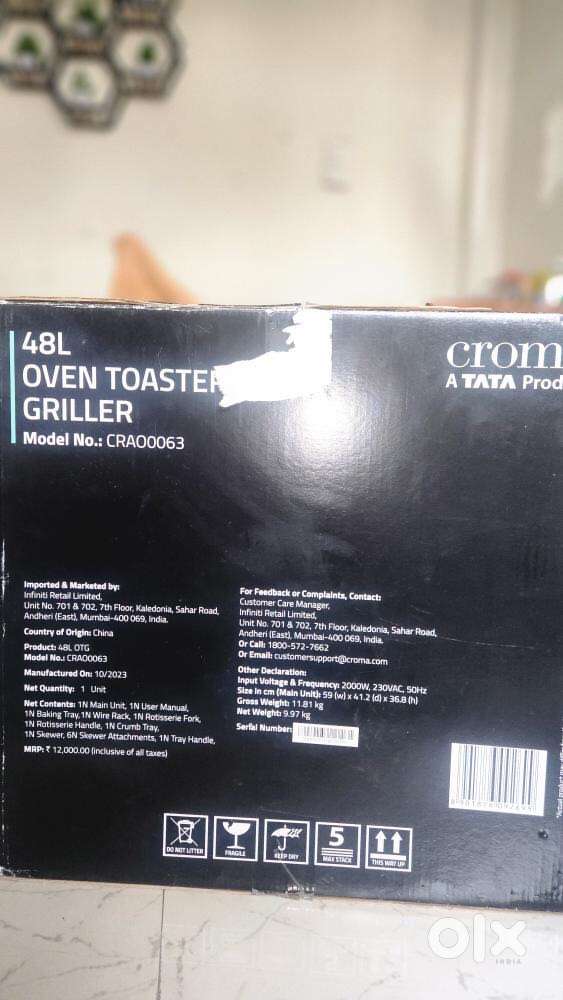 48L
OVEN TOASTER
GRILLER
Model No.: CRAO0063
crom
A TATA Prod
Imported & Marketed by:
Infiniti Retail Limited,
Unit No. 701 & 702, 7th Floor, Kaledonia, Sahar Road,
Andheri (East), Mumbai-400 069, India.
Country of Origin: China
Product: 48L OTG
Model No.: CRAO0063
Manufactured On: 10/2023
Net Quantity: 1 Unit
Net Contents: 1N Main Unit, 1N User Manual,
1N Baking Tray,1N Wire Rack, 1N Rotisserie Fork,
1N Rotisserie Handle, 1N Crumb Tray,
1N Skewer, 6N Skewer Attachments, 1N Tray Handle,
MRP: ₹ 12,000.00 (inclusive of all taxes)
For Feedback or Complaints, Contact:
Customer Care Manager,
Infiniti Retail Limited,
Unit No. 701 & 702, 7th Floor, Kaledonia, Sahar Road,
Andheri (East), Mumbai-400 069, India.
Or Call: 1800-572-7662
Or Email: customersupport@croma.com
Other Declaration:
Input Voltage & Frequency: 2000W, 230VAC, 50Hz
Size in cm (Main Unit): 59 (w) x 41.2 (d) x 36.8 (h)
Gross Weight: 11.81 kg
Net Weight: 9.97 kg
Serial Number:
DO NOT LITTER
FRAGILE
KEEP DRY
5
MAX STACK
THIS WAY UP
olx
INDIA